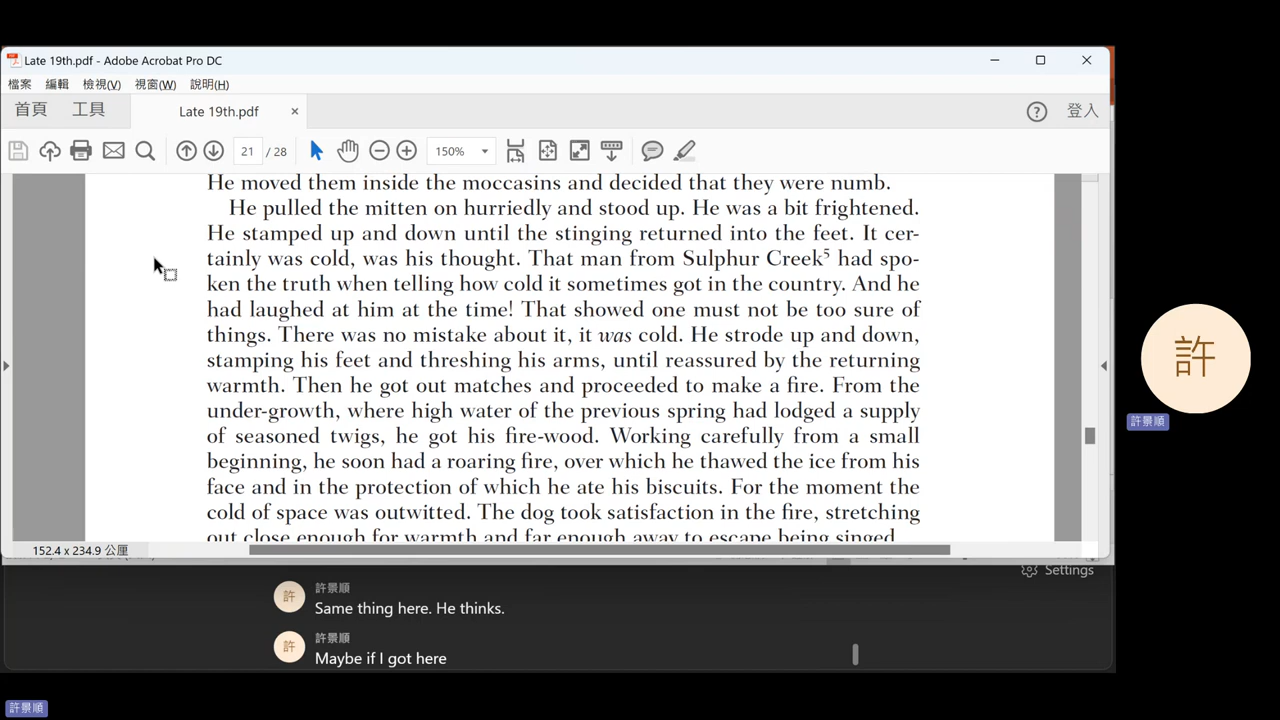 Late 19th.pdf - Adobe Acrobat Pro DC
檔案 編輯 檢視(V) 視窗(W) 說明(H)
首頁 工具 Late 19th.pdf × 登入
21 / 28 150%
He moved them inside the moccasins and decided that they were numb.
He pulled the mitten on hurriedly and stood up. He was a bit frightened.
He stamped up and down until the stinging returned into the feet. It cer-
tainly was cold, was his thought. That man from Sulphur Creek⁵ had spo-
ken the truth when telling how cold it sometimes got in the country. And he
had laughed at him at the time! That showed one must not be too sure of
things. There was no mistake about it, it was cold. He strode up and down,
stamping his feet and threshing his arms, until reassured by the returning
warmth. Then he got out matches and proceeded to make a fire. From the
under-growth, where high water of the previous spring had lodged a supply
of seasoned twigs, he got his fire-wood. Working carefully from a small
beginning, he soon had a roaring fire, over which he thawed the ice from his
face and in the protection of which he ate his biscuits. For the moment the
cold of space was outwitted. The dog took satisfaction in the fire, stretching
out close enough for warmth and far enough away to escape being singed
152.4 x 234.9 公厘
Settings
許 許景順
Same thing here. He thinks.
許 許景順
Maybe if I got here
許
許景順
許景順